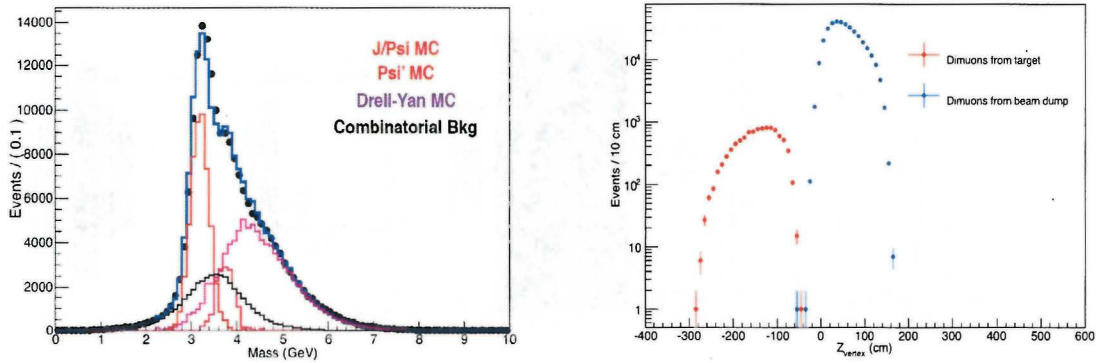 14000
12000
10000
8000
6000
4000
2000
0
Events / ( 0.1 )
J/Psi MC
Psi' MC
Drell-Yan MC
Combinatorial Bkg
0 1 2 3 4 5 6 7 8 9 10
Mass (GeV)
10⁴
10³
10²
10
1
Events / 10 cm
Dimuons from target
Dimuons from beam dump
-400 -300 -200 -100 0 100 200 300 400 500 600
Zvertex (cm)